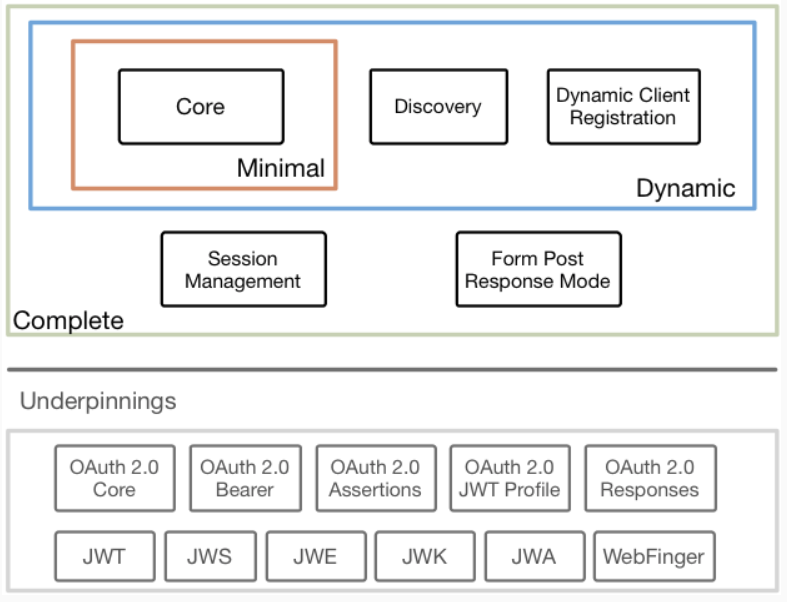 Core
Minimal
Discovery
Dynamic Client
Registration
Dynamic
Session
Management
Form Post
Response Mode
Complete
Underpinnings
OAuth 2.0
Core
OAuth 2.0
Bearer
OAuth 2.0
Assertions
OAuth 2.0
JWT Profile
OAuth 2.0
Responses
JWT
JWS
JWE
JWK
JWA
WebFinger